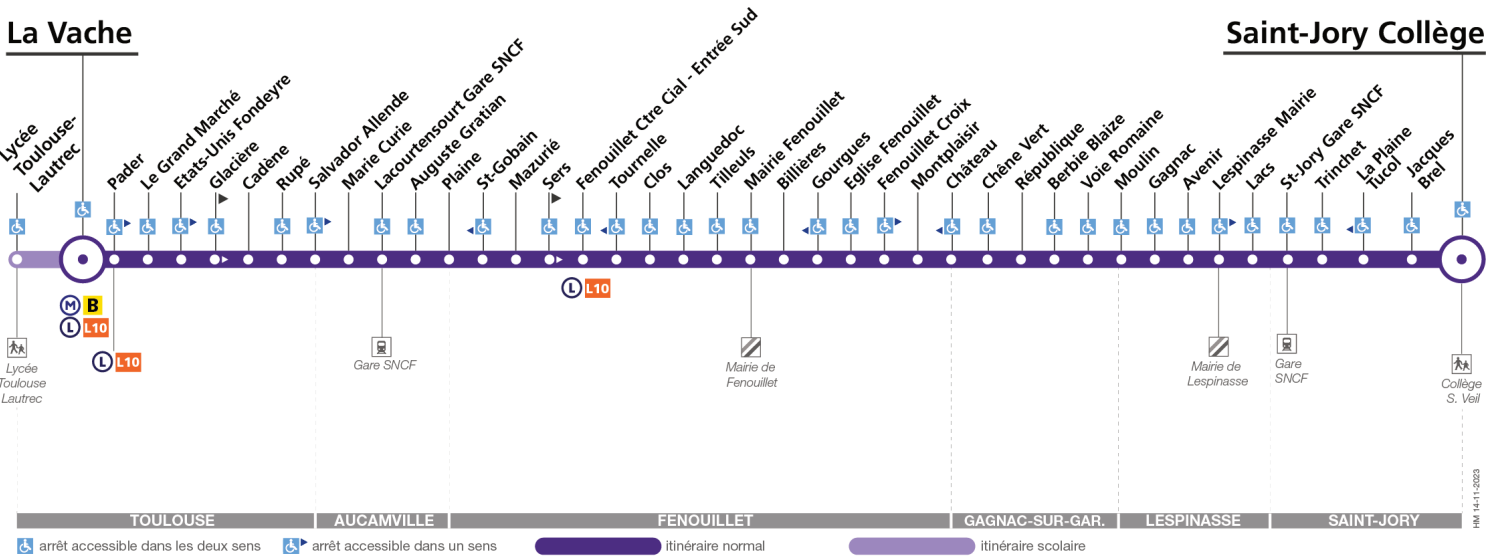 La Vache
Saint-Jory Collège
Lycée
Toulouse-
Lautrec
Pader
Le Grand Marché
Etats-Unis Fondeyre
Glacière
Cadène
Rupé
Salvador Allende
Marie Curie
Lacourtensourt Gare SNCF
Auguste Gratian
Plaine
St-Gobain
Mazurié
Sers
Fenouillet Ctre Cial - Entrée Sud
Tournelle
Clos
Languedoc
Tilleuls
Mairie Fenouillet
Billières
Gourgues
Eglise Fenouillet
Fenouillet Croix
Montplaisir
Château
Chêne Vert
République
Berbie Blaize
Voie Romaine
Moulin
Gagnac
Avenir
Lespinasse Mairie
Lacs
St-Jory Gare SNCF
Trinchet
La Plaine
Tucol
Jacques
Brel
M B
L L10
L L10
L L10
Lycée
Toulouse
Lautrec
Gare SNCF
Mairie de
Fenouillet
Mairie de
Lespinasse
Gare
SNCF
Collège
S. Veil
HM 14-11-2023
TOULOUSE
AUCAMVILLE
FENOUILLET
GAGNAC-SUR-GAR.
LESPINASSE
SAINT-JORY
arrêt accessible dans les deux sens
arrêt accessible dans un sens
itinéraire normal
itinéraire scolaire